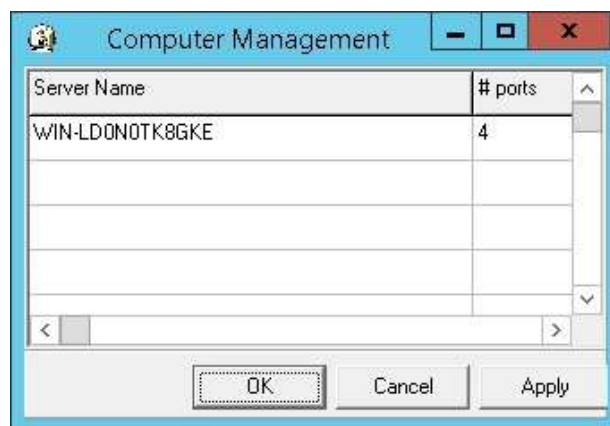 Computer Management
Server Name # ports
WIN-LD0N0TK8GKE 4
OK Cancel Apply